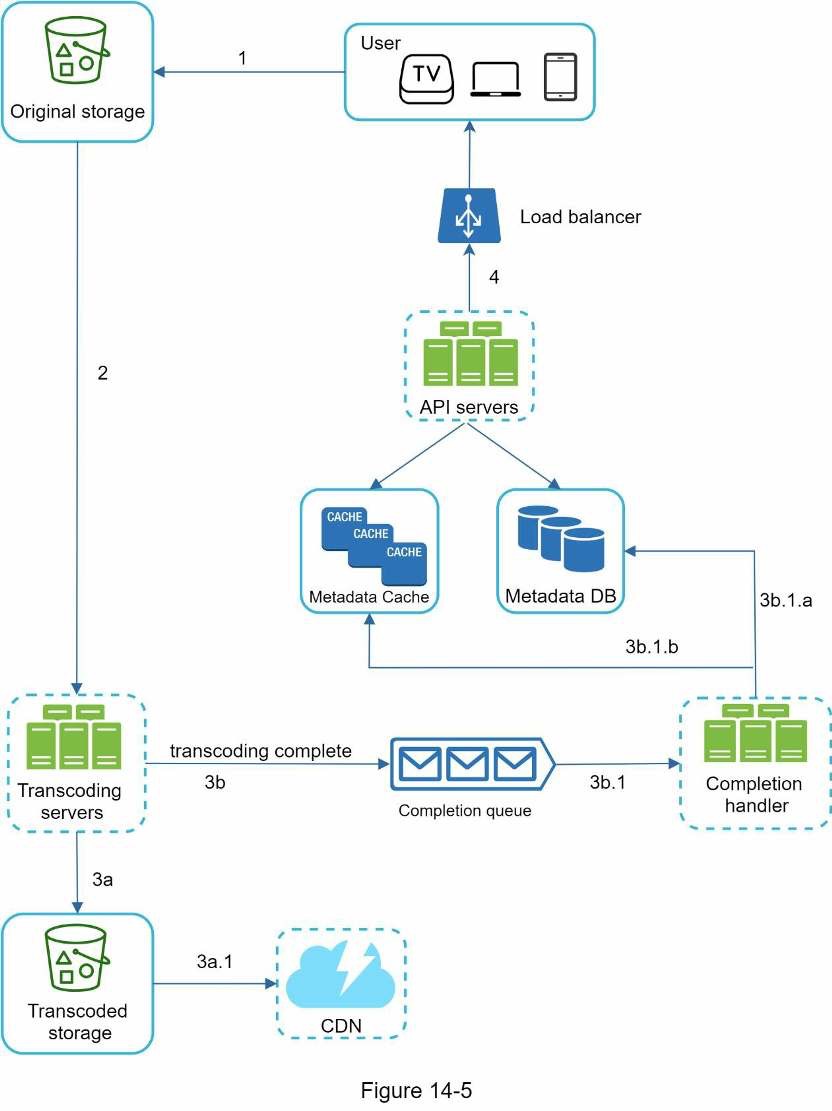 User
TV
1
Original storage
Load balancer
4
2
API servers
CACHE
CACHE
CACHE
Metadata Cache
Metadata DB
3b.1.a
3b.1.b
transcoding complete
3b
3b.1
Transcoding
servers
Completion queue
Completion
handler
3a
3a.1
Transcoded
storage
CDN
Figure 14-5